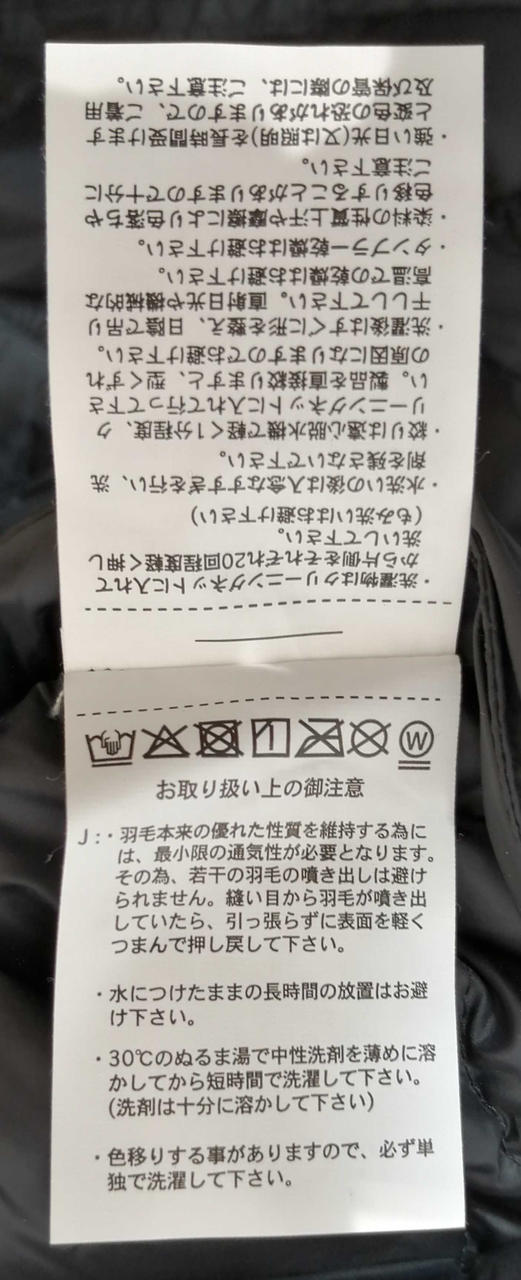 お取り扱い上の御注意
J:・羽毛本来の優れた性質を維持する為に
は、最小限の通気性が必要となります。
その為、若干の羽毛の噴き出しは避け
られません。縫い目から羽毛が噴き出
していたら、引っ張らずに表面を軽く
つまんで押し戻して下さい。
・水につけたままの長時間の放置はお避
け下さい。
・30℃のぬるま湯で中性洗剤を薄めに溶
かしてから短時間で洗濯して下さい。
(洗剤は十分に溶かして下さい)
・色移りする事がありますので、必ず単
独で洗濯して下さい。
・洗濯物はクリーニングネットに入れて
から片側をそれぞれ20回程度軽く押し
洗いして下さい。
(もみ洗いはお避け下さい)
・水洗いの後は入念なすすぎを行い、洗
剤を残さないで下さい。
・絞りは遠心脱水機で軽く1分程度、ク
リーニングネットに入れて行って下さ
い。製品を直接絞りますと、型くずれ
の原因になりますのでお避け下さい。
・洗濯後はすぐに形を整え、日陰で吊り
干しして下さい。直射日光や機械的な
高温での乾燥はお避け下さい。
・タンブラー乾燥はお避け下さい。
・染料の性質上汗や摩擦により色落ちや
色移りすることがありますので十分に
ご注意下さい。
・強い日光(又は照明)を長時間受けます
と変色の恐れがありますので、ご着用
及び保管の際には、ご注意下さい。